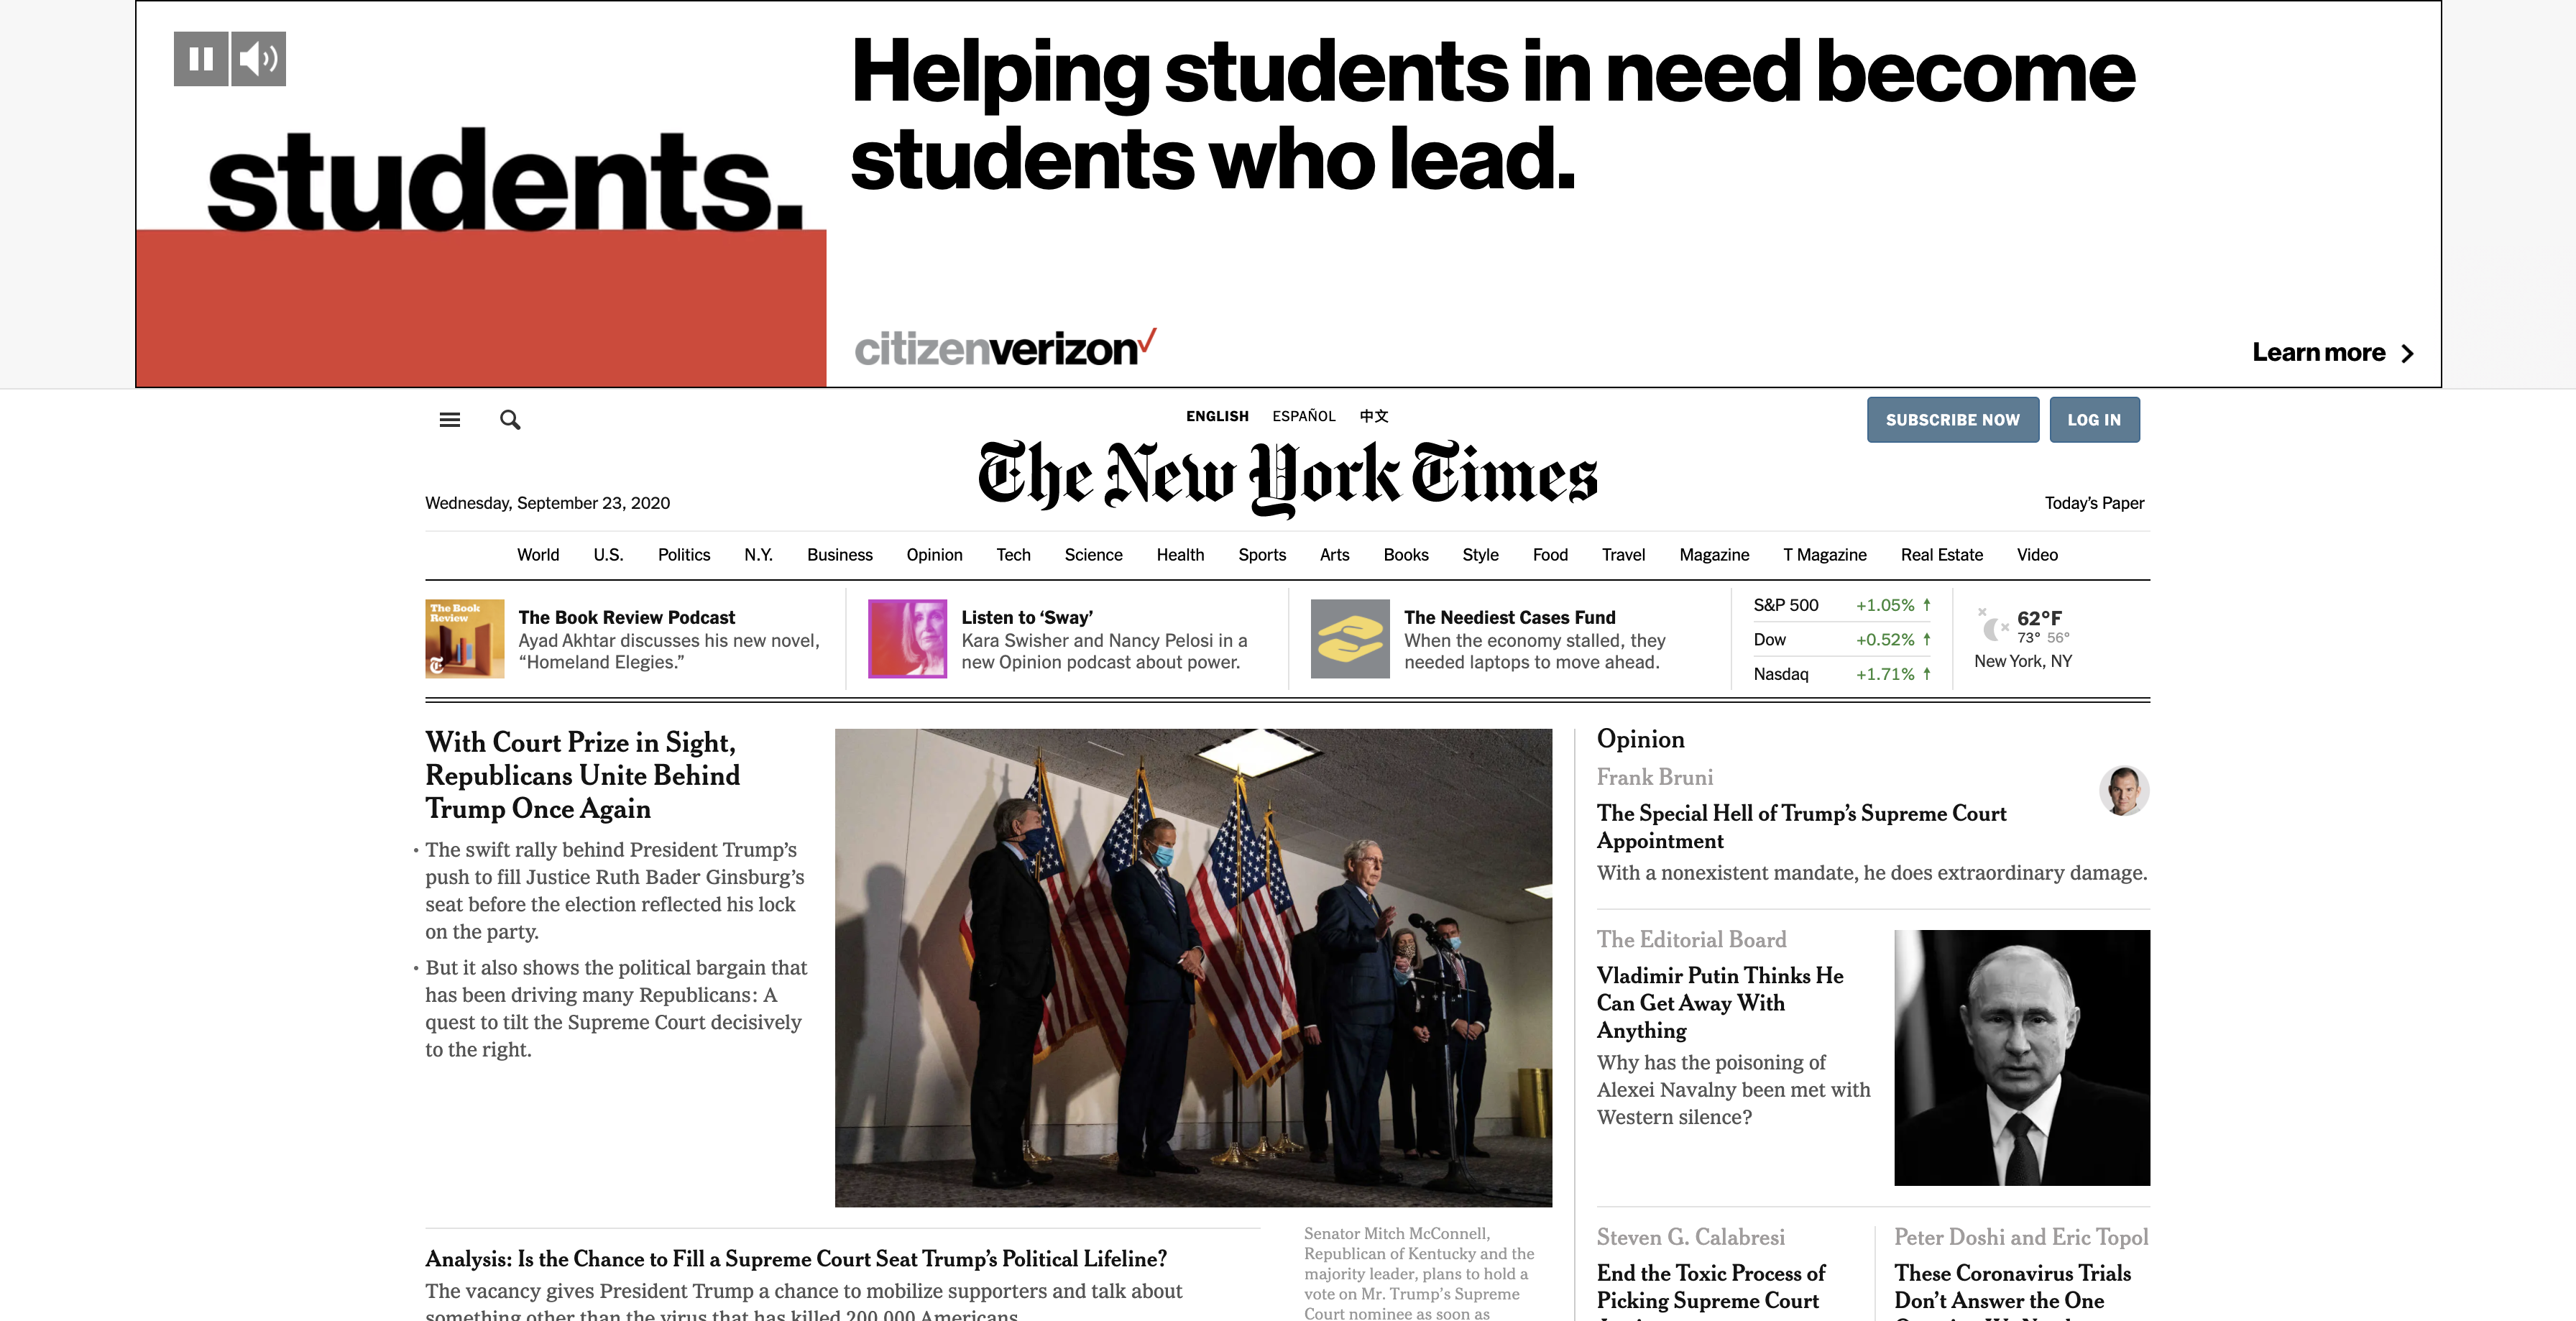 students.
Helping students in need become
students who lead.
citizenverizon
Learn more
ENGLISH ESPAÑOL 中文
SUBSCRIBE NOW LOG IN
The New York Times
Wednesday, September 23, 2020
Today's Paper
World U.S. Politics N.Y. Business Opinion Tech Science Health Sports Arts Books Style Food Travel Magazine T Magazine Real Estate Video
The Book
Review
The Book Review Podcast
Ayad Akhtar discusses his new novel,
“Homeland Elegies.”
Listen to ‘Sway’
Kara Swisher and Nancy Pelosi in a
new Opinion podcast about power.
The Neediest Cases Fund
When the economy stalled, they
needed laptops to move ahead.
S&P 500 +1.05% ↑
Dow +0.52% ↑
Nasdaq +1.71% ↑
62°F
73° 56°
New York, NY
With Court Prize in Sight,
Republicans Unite Behind
Trump Once Again
• The swift rally behind President Trump’s
push to fill Justice Ruth Bader Ginsburg’s
seat before the election reflected his lock
on the party.
• But it also shows the political bargain that
has been driving many Republicans: A
quest to tilt the Supreme Court decisively
to the right.
Analysis: Is the Chance to Fill a Supreme Court Seat Trump’s Political Lifeline?
The vacancy gives President Trump a chance to mobilize supporters and talk about
something other than the virus that has killed 200,000 Americans.
Senator Mitch McConnell,
Republican of Kentucky and the
majority leader, plans to hold a
vote on Mr. Trump’s Supreme
Court nominee as soon as
Opinion
Frank Bruni
The Special Hell of Trump’s Supreme Court
Appointment
With a nonexistent mandate, he does extraordinary damage.
The Editorial Board
Vladimir Putin Thinks He
Can Get Away With
Anything
Why has the poisoning of
Alexei Navalny been met with
Western silence?
Steven G. Calabresi
End the Toxic Process of
Picking Supreme Court
Peter Doshi and Eric Topol
These Coronavirus Trials
Don’t Answer the One